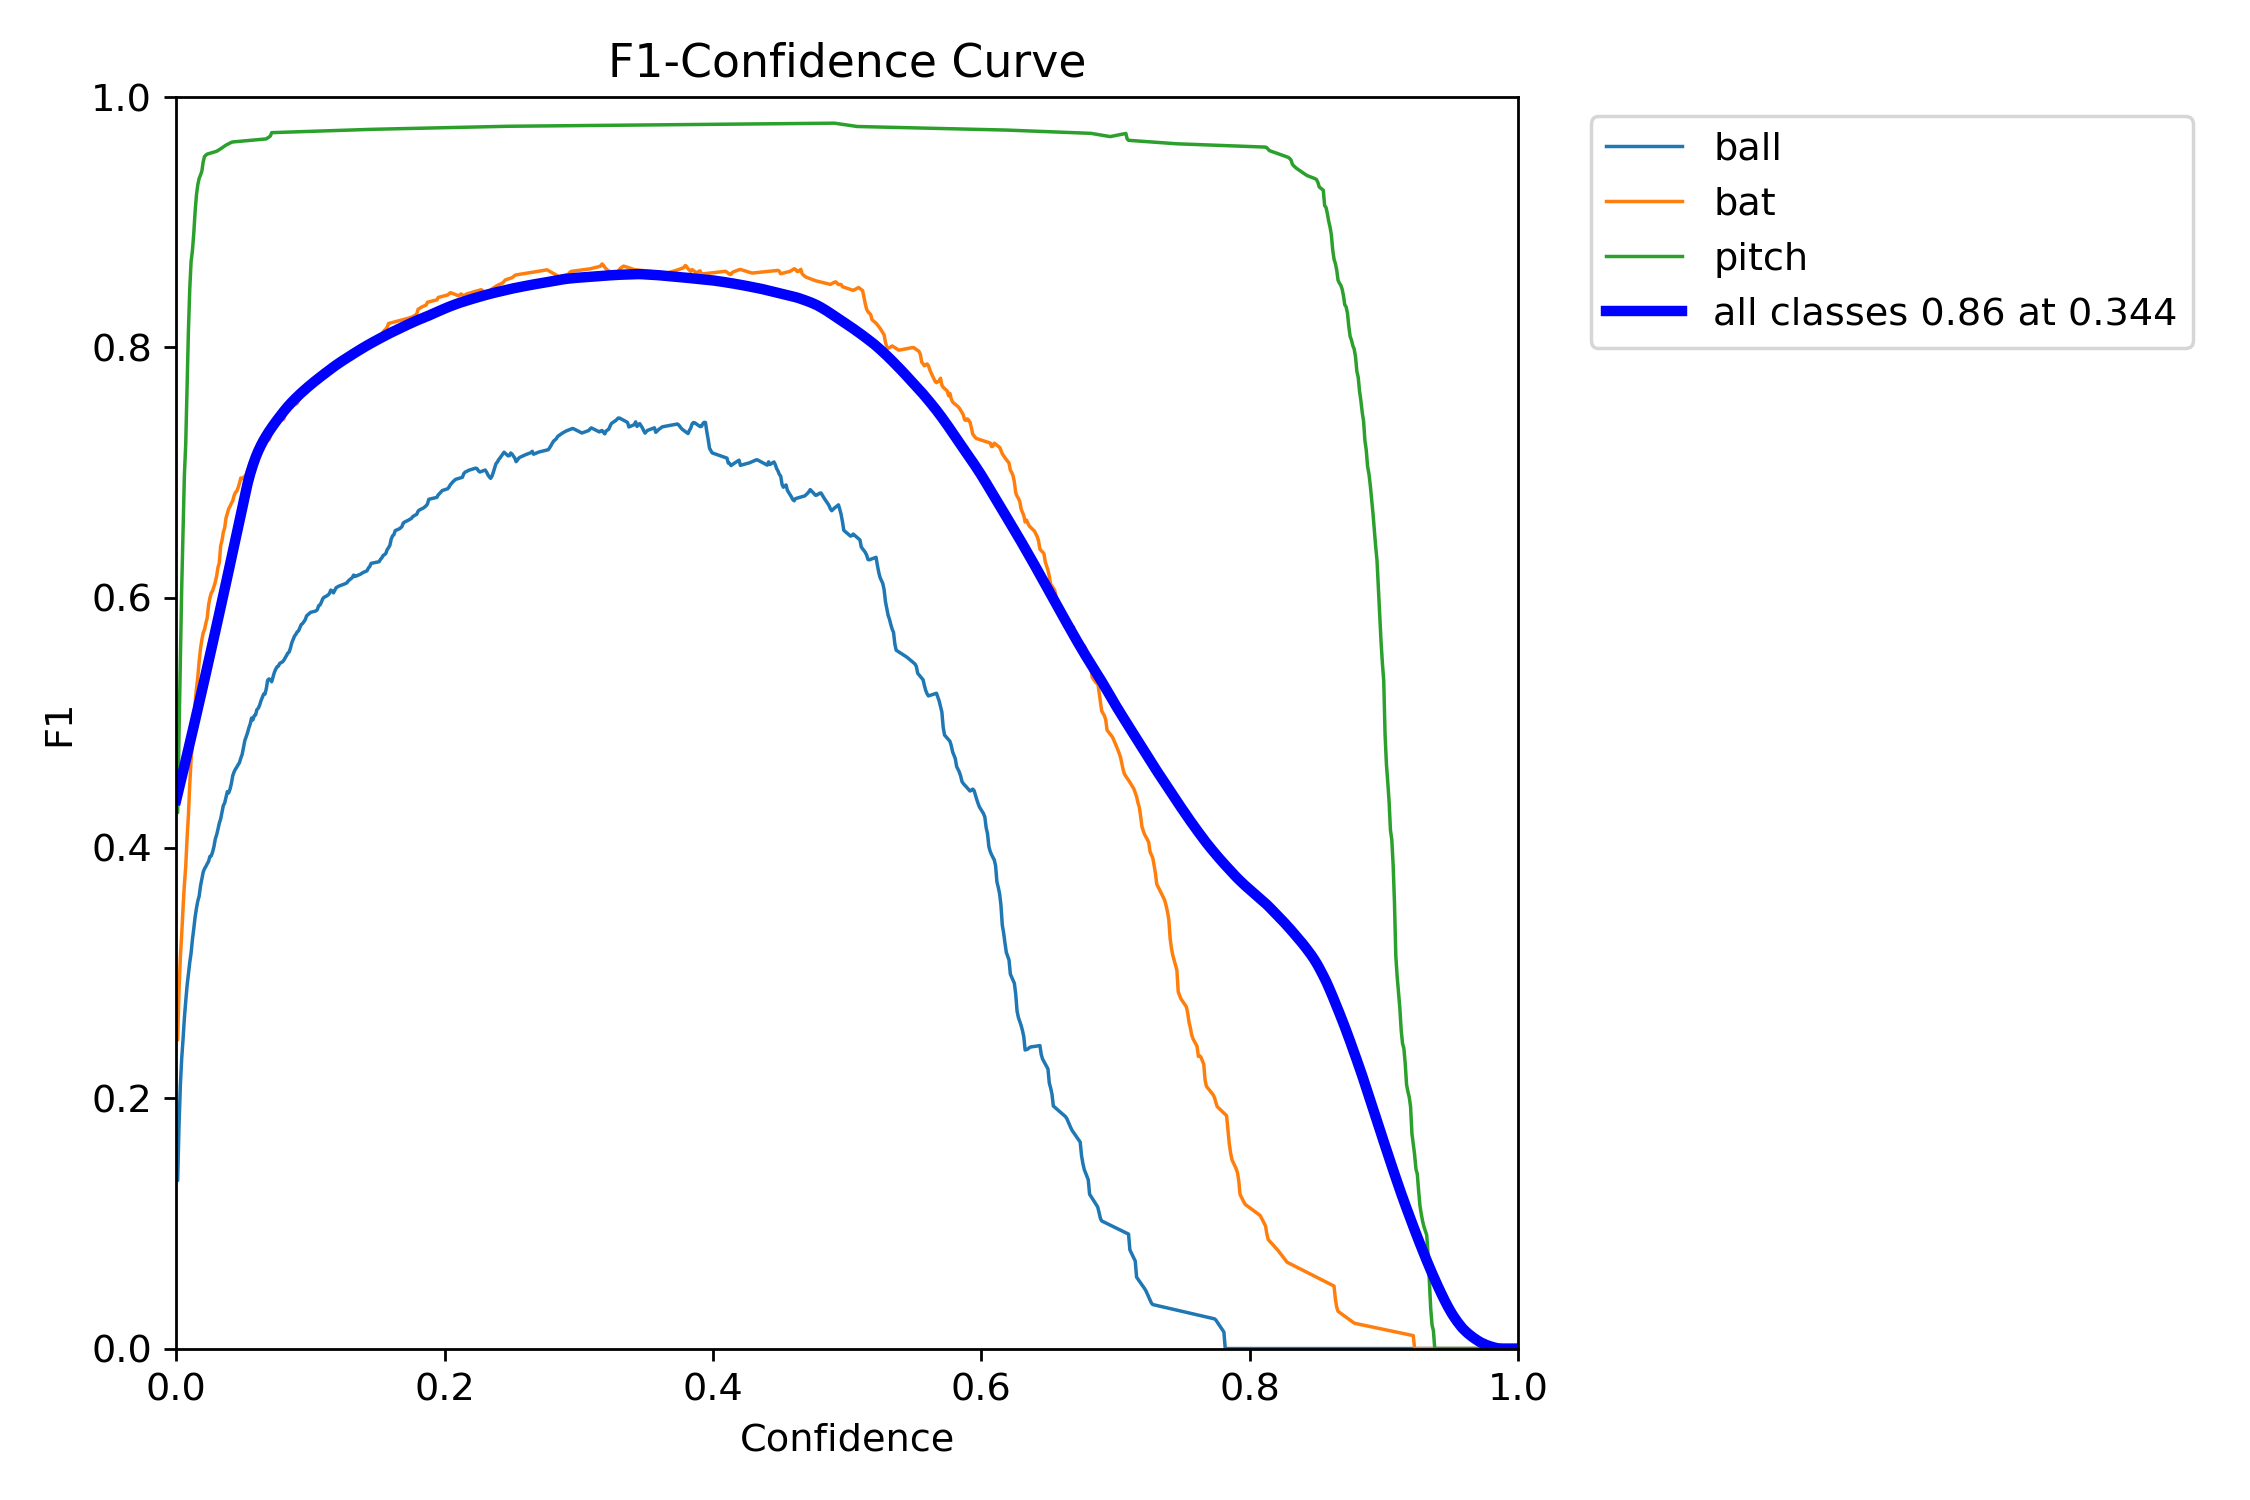 F1-Confidence Curve
1.0
0.8
0.6
0.4
0.2
0.0
F1
0.0 0.2 0.4 0.6 0.8 1.0
Confidence
ball
bat
pitch
all classes 0.86 at 0.344